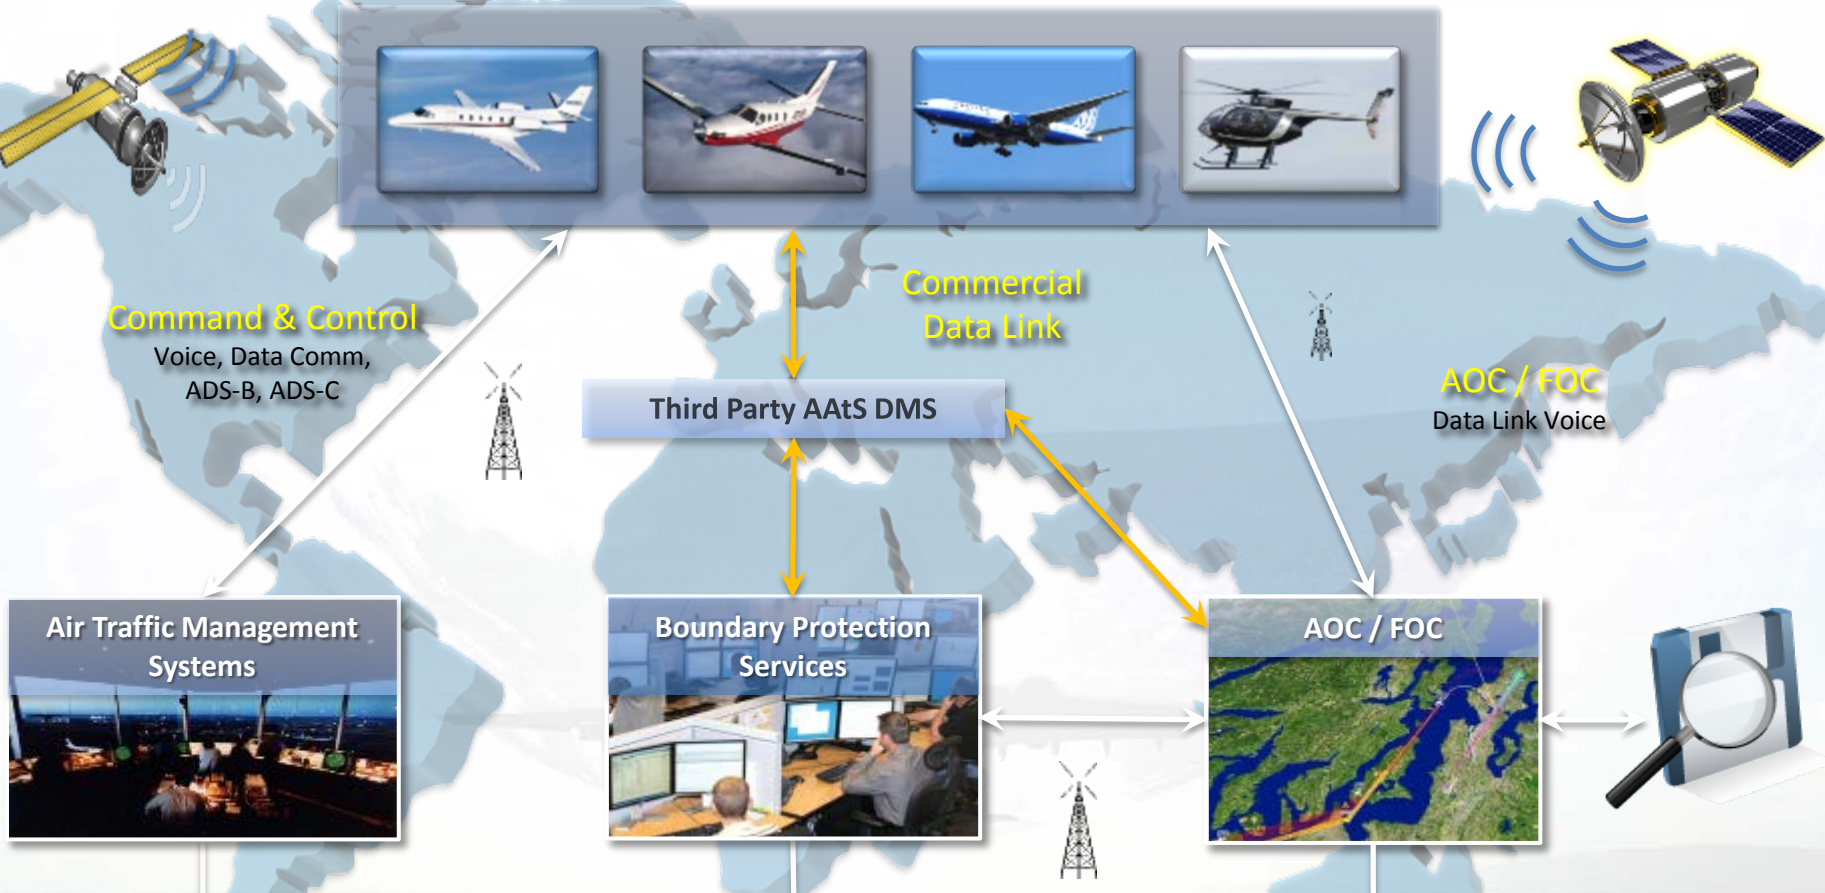 Commercial
Data Link
Command & Control
Voice, Data Comm,
ADS-B, ADS-C
AOC / FOC
Data Link Voice
Third Party AAtS DMS
Air Traffic Management
Systems
Boundary Protection
Services
AOC / FOC